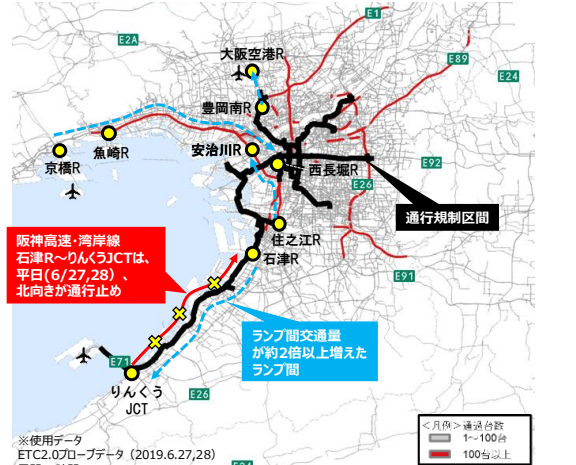 E1
E2A
大阪空港R
E89
E24
豊岡南R
安治川R
魚崎R
京橋R
西長堀R
E92
E26
通行規制区間
阪神高速・湾岸線
石津R～りんくうJCTは、
平日(6/27,28)、
北向きが通行止め
住之江R
石津R
E91
ランプ間交通量
が約2倍以上増えた
ランプ間
E71
りんくう
JCT
E26
※使用データ
ETC2.0プローブデータ（2019.6.27,28）
＜凡例＞通過台数
1～100台
100台以上